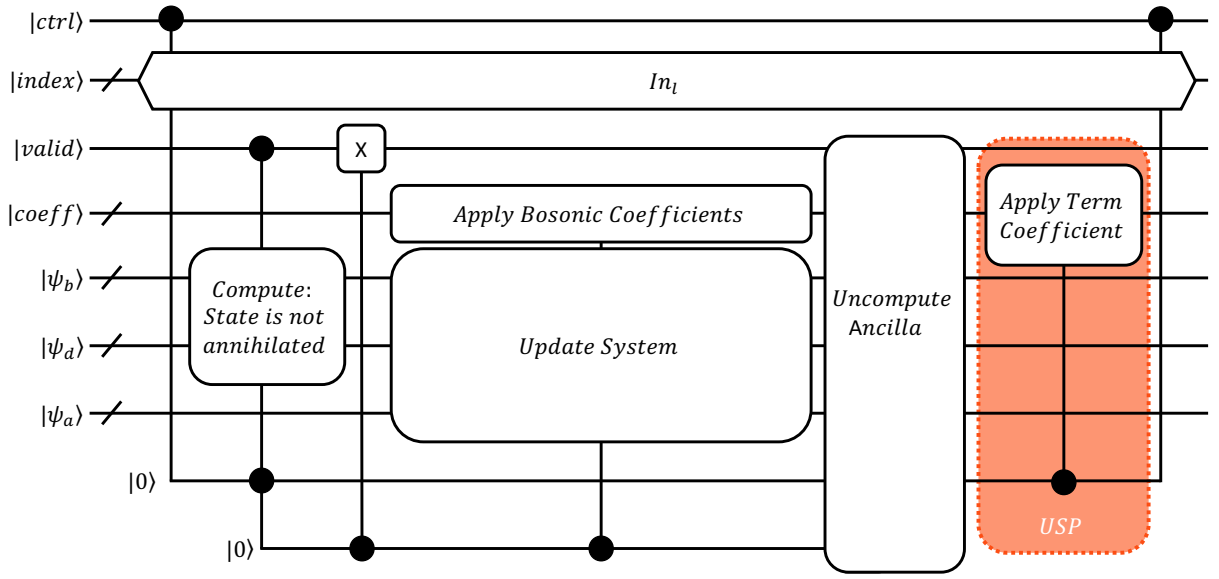 |ctrl⟩
|index⟩
In_l
|valid⟩
X
|coeff⟩
Apply Bosonic Coefficients
Apply Term
Coefficient
|ψ_b⟩
Compute:
State is not
annihilated
Uncompute
Ancilla
|ψ_d⟩
Update System
|ψ_a⟩
|0⟩
USP
|0⟩